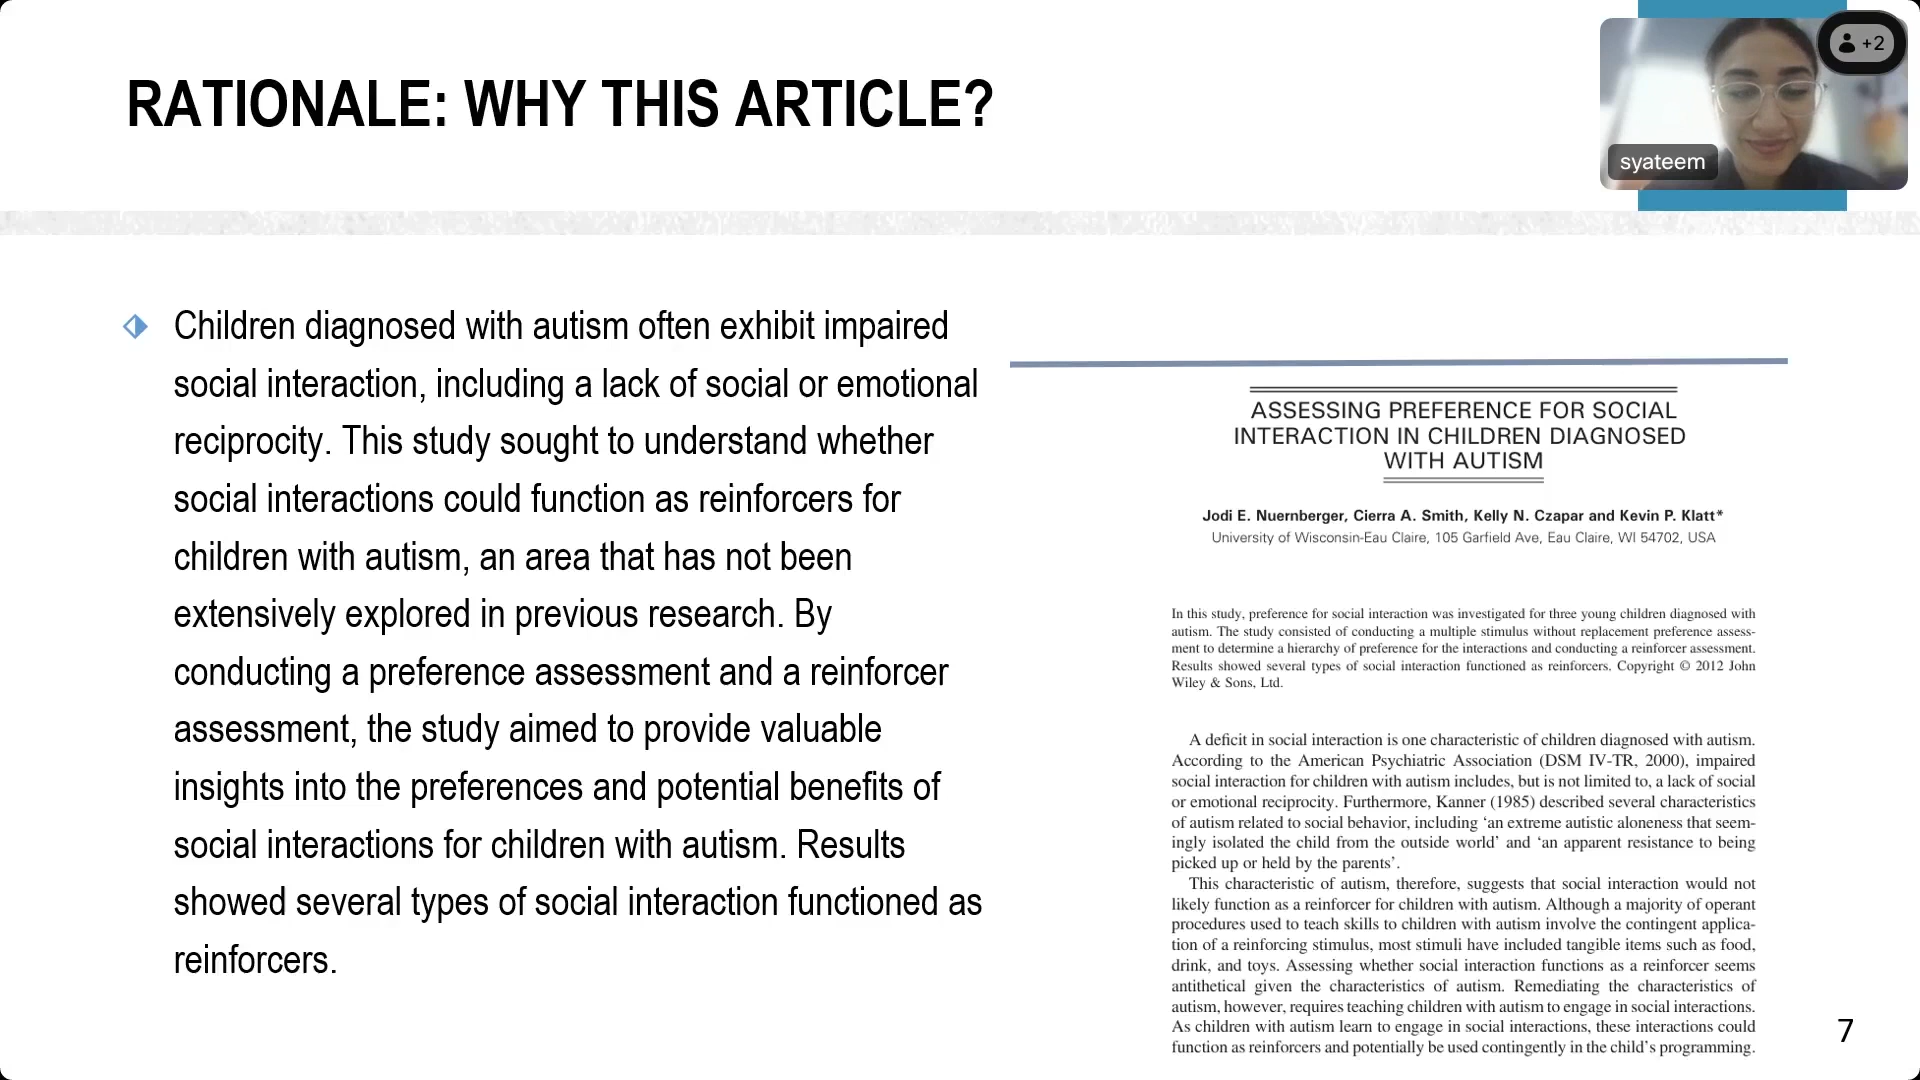 RATIONALE: WHY THIS ARTICLE?
+2
syateem
Children diagnosed with autism often exhibit impaired
social interaction, including a lack of social or emotional
reciprocity. This study sought to understand whether
social interactions could function as reinforcers for
children with autism, an area that has not been
extensively explored in previous research. By
conducting a preference assessment and a reinforcer
assessment, the study aimed to provide valuable
insights into the preferences and potential benefits of
social interactions for children with autism. Results
showed several types of social interaction functioned as
reinforcers.
ASSESSING PREFERENCE FOR SOCIAL
INTERACTION IN CHILDREN DIAGNOSED
WITH AUTISM
Jodi E. Nuernberger, Cierra A. Smith, Kelly N. Czapar and Kevin P. Klatt*
University of Wisconsin-Eau Claire, 105 Garfield Ave, Eau Claire, WI 54702, USA
In this study, preference for social interaction was investigated for three young children diagnosed with
autism. The study consisted of conducting a multiple stimulus without replacement preference assess-
ment to determine a hierarchy of preference for the interactions and conducting a reinforcer assessment.
Results showed several types of social interaction functioned as reinforcers. Copyright © 2012 John
Wiley & Sons, Ltd.
A deficit in social interaction is one characteristic of children diagnosed with autism.
According to the American Psychiatric Association (DSM IV-TR, 2000), impaired
social interaction for children with autism includes, but is not limited to, a lack of social
or emotional reciprocity. Furthermore, Kanner (1985) described several characteristics
of autism related to social behavior, including ‘an extreme autistic aloneness that seem-
ingly isolated the child from the outside world’ and ‘an apparent resistance to being
picked up or held by the parents’.
This characteristic of autism, therefore, suggests that social interaction would not
likely function as a reinforcer for children with autism. Although a majority of operant
procedures used to teach skills to children with autism involve the contingent applica-
tion of a reinforcing stimulus, most stimuli have included tangible items such as food,
drink, and toys. Assessing whether social interaction functions as a reinforcer seems
antithetical given the characteristics of autism. Remediating the characteristics of
autism, however, requires teaching children with autism to engage in social interactions.
As children with autism learn to engage in social interactions, these interactions could
function as reinforcers and potentially be used contingently in the child’s programming.
7